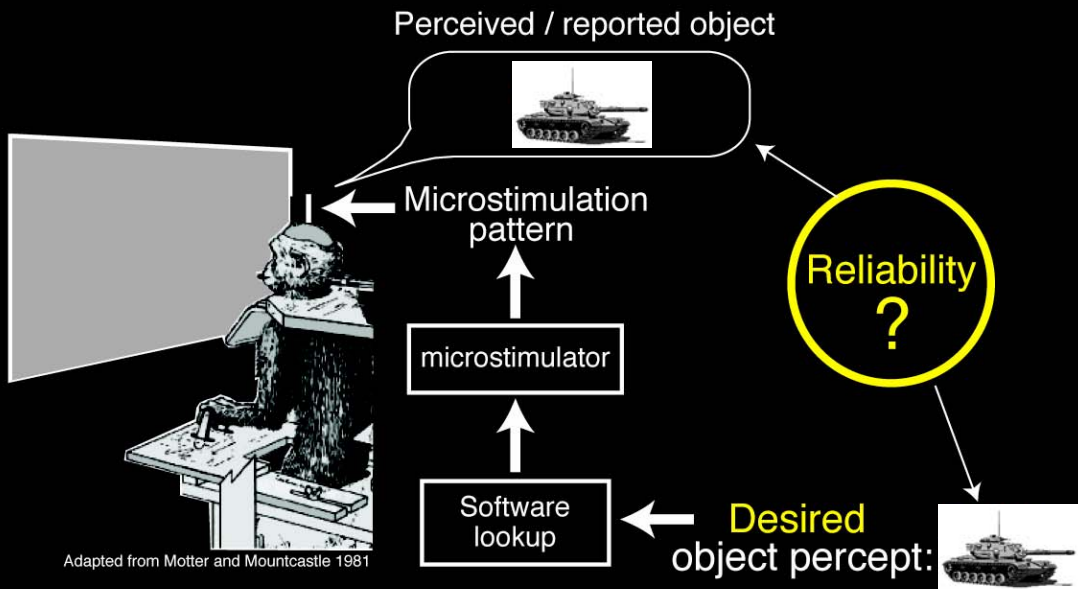 Perceived / reported object
Microstimulation
pattern
Reliability
?
microstimulator
Software
lookup
Desired
object percept:
Adapted from Motter and Mountcastle 1981